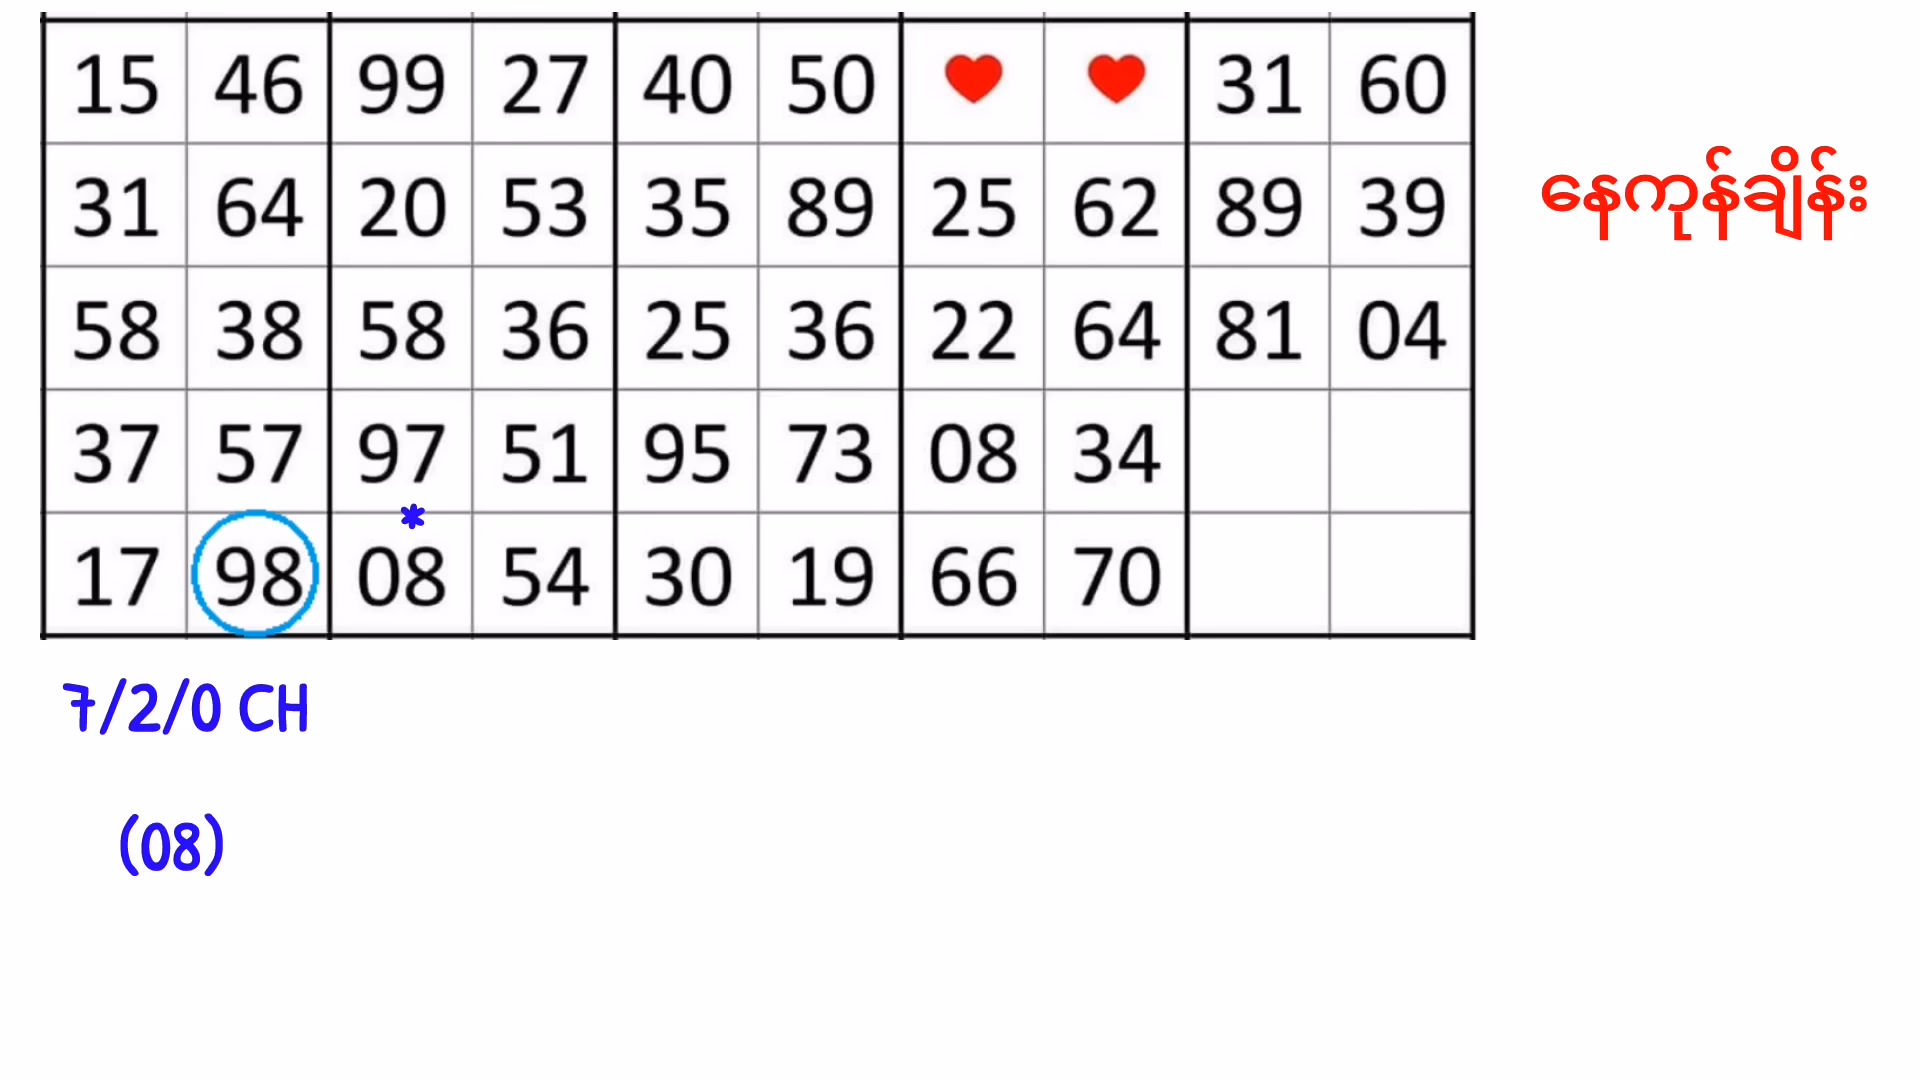 15 46 99 27 40 50 ❤ ❤ 31 60
31 64 20 53 35 89 25 62 89 39
58 38 58 36 25 36 22 64 81 04
37 57 97 51 95 73 08 34
*
17 98 08 54 30 19 66 70
နေကုန်ချိန်း
7/2/0 CH
(08)